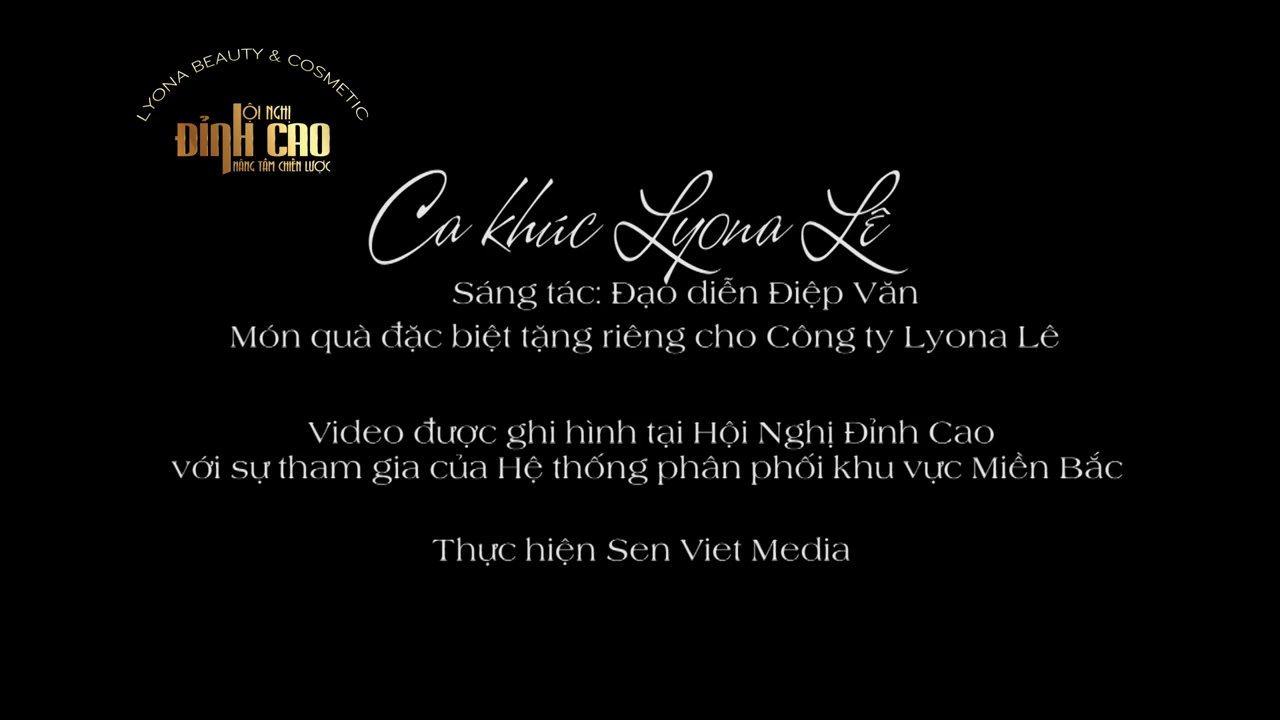 LYONA BEAUTY & COSMETIC
HỘI NGHỊ
ĐỈNH CAO
NÂNG TẦM CHIẾN LƯỢC
Ca khúc Lyona Lê
Sáng tác: Đạo diễn Điệp Văn
Món quà đặc biệt tặng riêng cho Công ty Lyona Lê
Video được ghi hình tại Hội Nghị Đỉnh Cao
với sự tham gia của Hệ thống phân phối khu vực Miền Bắc
Thực hiện Sen Viet Media